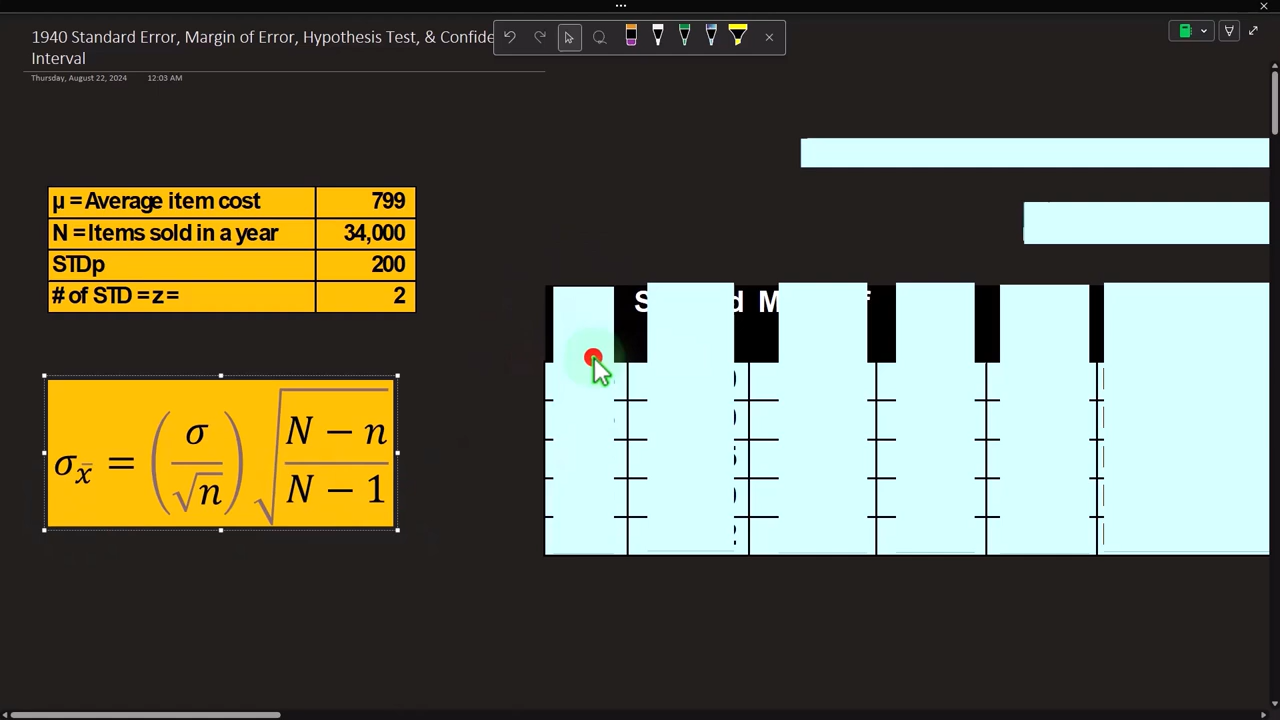 1940 Standard Error, Margin of Error, Hypothesis Test, & Confide
Interval
Thursday, August 22, 2024 12:03 AM
µ = Average item cost 799
N = Items sold in a year 34,000
STDp 200
# of STD = z = 2
σx̄ = (σ/√n) √((N − n)/(N − 1))